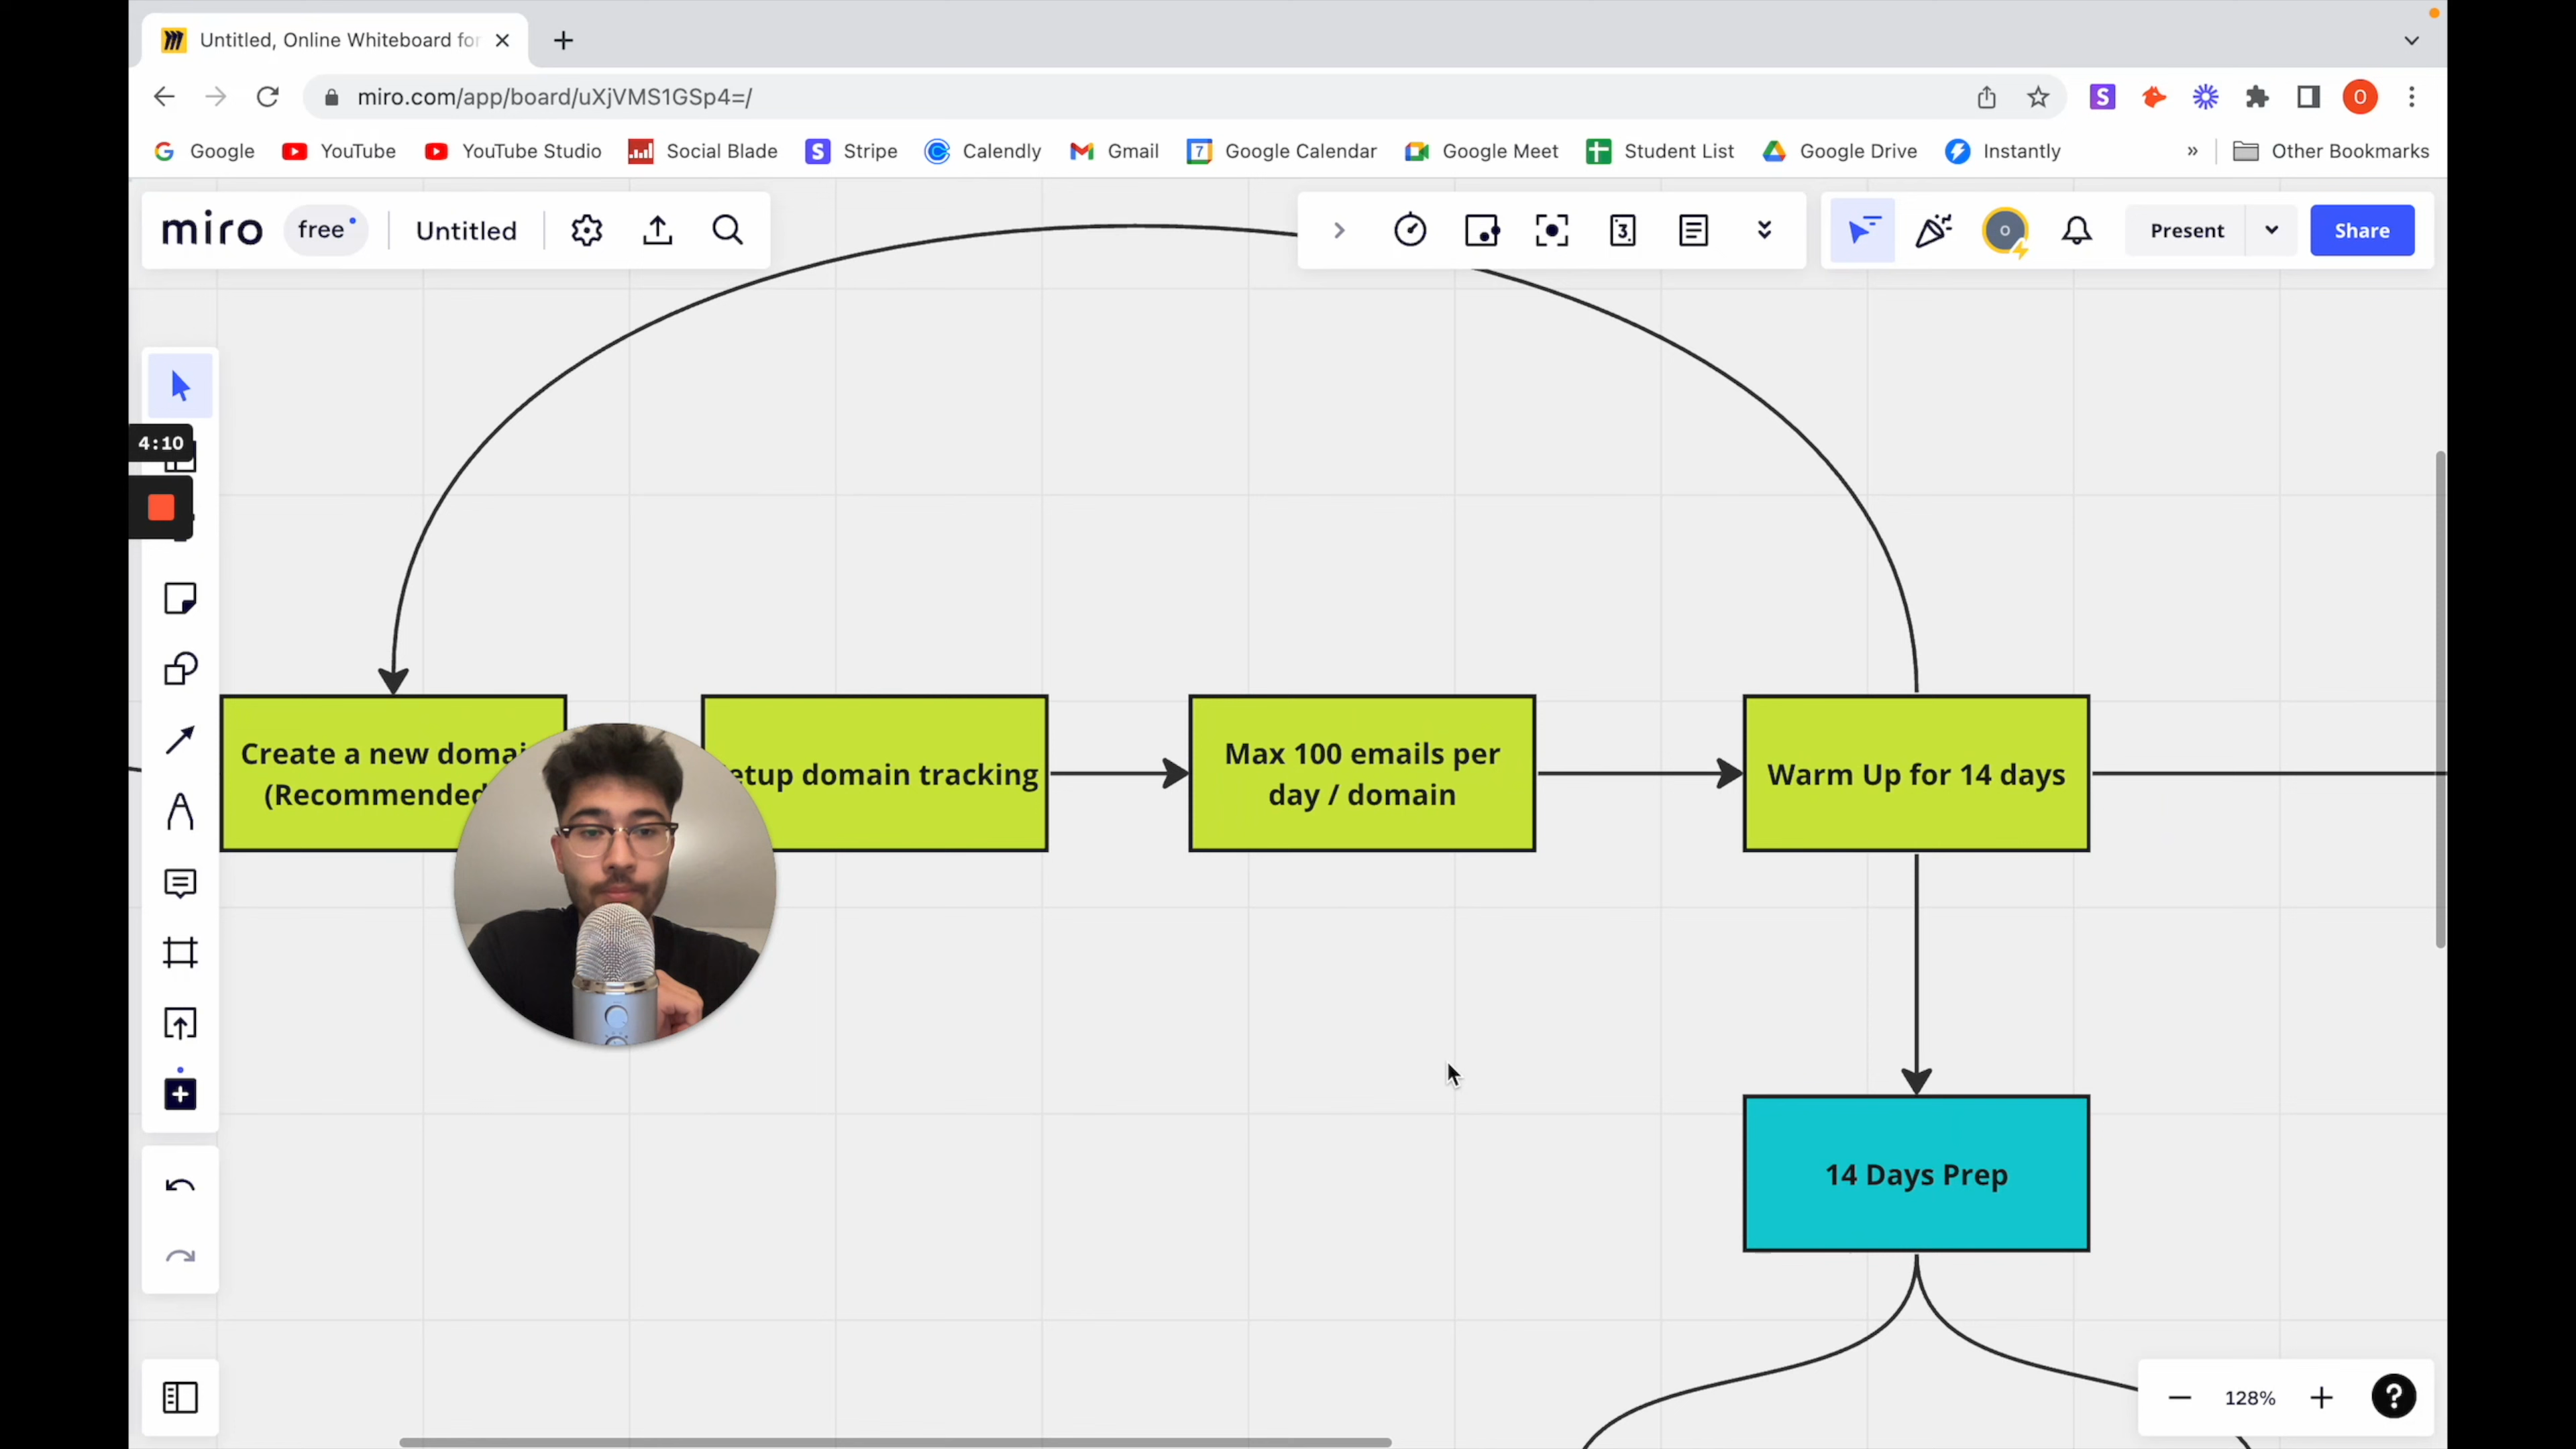 Untitled, Online Whiteboard for
miro.com/app/board/uXjVMS1GSp4=/
O
Google YouTube YouTube Studio Social Blade Stripe Calendly Gmail Google Calendar Google Meet Student List Google Drive Instantly » Other Bookmarks
miro free Untitled
Present Share
4:10
Create a new domai
(Recommended
etup domain tracking
Max 100 emails per
day / domain
Warm Up for 14 days
14 Days Prep
128%